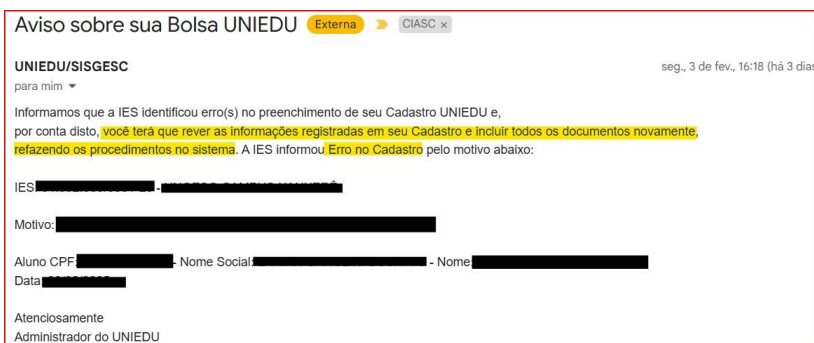 Aviso sobre sua Bolsa UNIEDU Externa CIASC ×
UNIEDU/SISGESC seg., 3 de fev., 16:18 (há 3 dias
para mim
Informamos que a IES identificou erro(s) no preenchimento de seu Cadastro UNIEDU e,
por conta disto, você terá que rever as informações registradas em seu Cadastro e incluir todos os documentos novamente,
refazendo os procedimentos no sistema. A IES informou Erro no Cadastro pelo motivo abaixo:
IES
Motivo:
Aluno CPF - Nome Social - Nome
Data
Atenciosamente
Administrador do UNIEDU